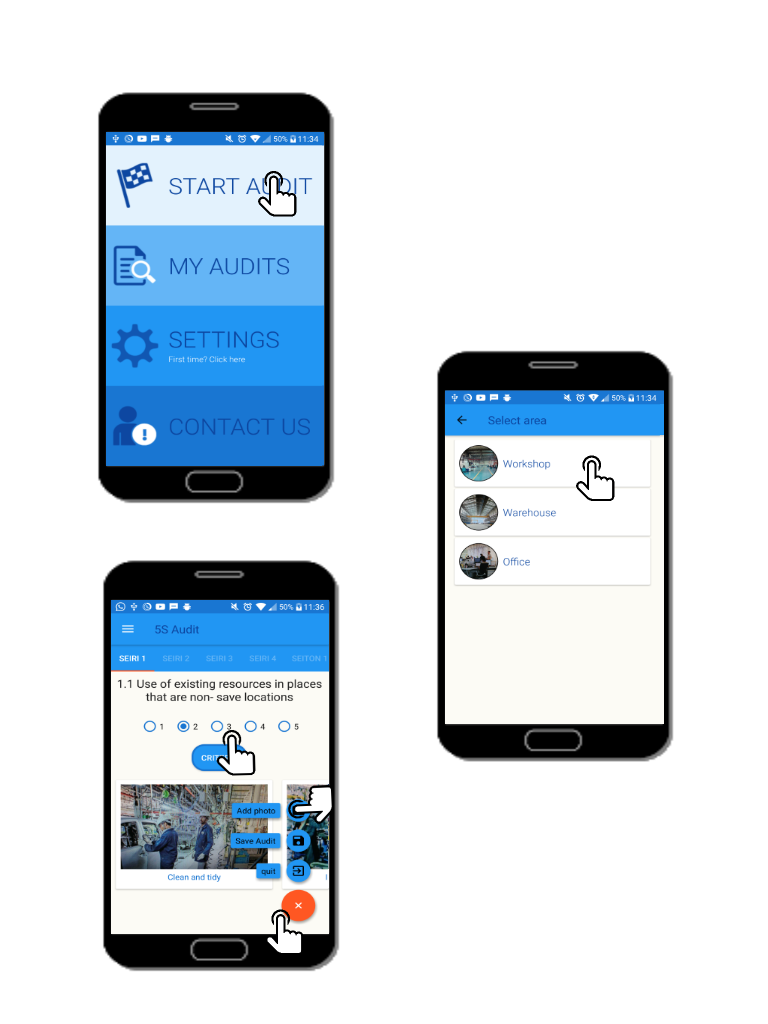 50% 11:34
START AUDIT
MY AUDITS
SETTINGS
First time? Click here
CONTACT US
50% 11:34
Select area
Workshop
Warehouse
Office
50% 11:36
5S Audit
SEIRI 1 SEIRI 2 SEIRI 3 SEIRI 4 SEITON 1
1.1 Use of existing resources in places
that are non- save locations
1 2 3 4 5
Add photo
Save Audit
quit
Clean and tidy